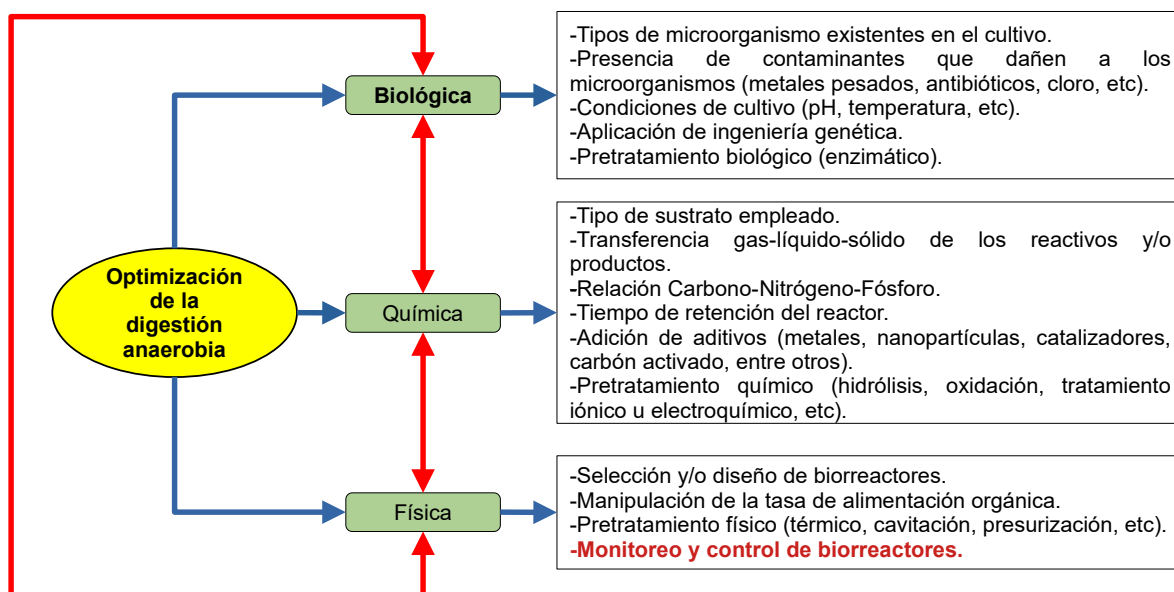 Optimización
de la
digestión
anaerobia
Biológica
-Tipos de microorganismo existentes en el cultivo.
-Presencia de contaminantes que dañen a los
microorganismos (metales pesados, antibióticos, cloro, etc).
-Condiciones de cultivo (pH, temperatura, etc).
-Aplicación de ingeniería genética.
-Pretratamiento biológico (enzimático).
Química
-Tipo de sustrato empleado.
-Transferencia gas-líquido-sólido de los reactivos y/o
productos.
-Relación Carbono-Nitrógeno-Fósforo.
-Tiempo de retención del reactor.
-Adición de aditivos (metales, nanopartículas, catalizadores,
carbón activado, entre otros).
-Pretratamiento químico (hidrólisis, oxidación, tratamiento
iónico u electroquímico, etc).
Física
-Selección y/o diseño de biorreactores.
-Manipulación de la tasa de alimentación orgánica.
-Pretratamiento físico (térmico, cavitación, presurización, etc).
-Monitoreo y control de biorreactores.